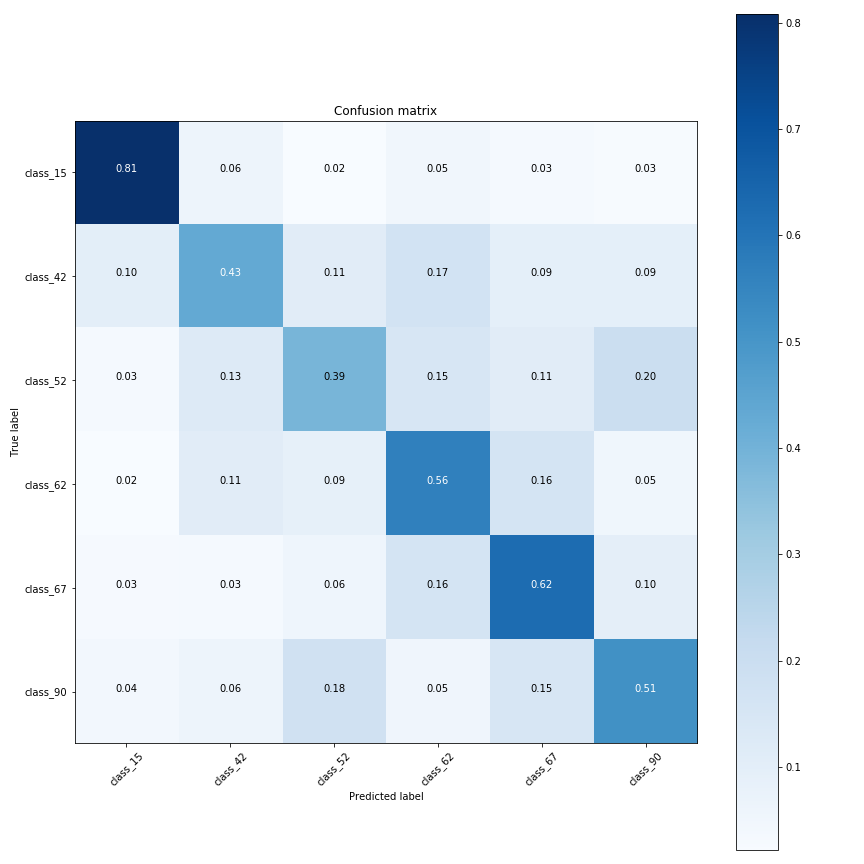 Confusion matrix
True label
class_15 0.81 0.06 0.02 0.05 0.03 0.03
class_42 0.10 0.43 0.11 0.17 0.09 0.09
class_52 0.03 0.13 0.39 0.15 0.11 0.20
class_62 0.02 0.11 0.09 0.56 0.16 0.05
class_67 0.03 0.03 0.06 0.16 0.62 0.10
class_90 0.04 0.06 0.18 0.05 0.15 0.51
class_15 class_42 class_52 class_62 class_67 class_90
Predicted label
0.8
0.7
0.6
0.5
0.4
0.3
0.2
0.1